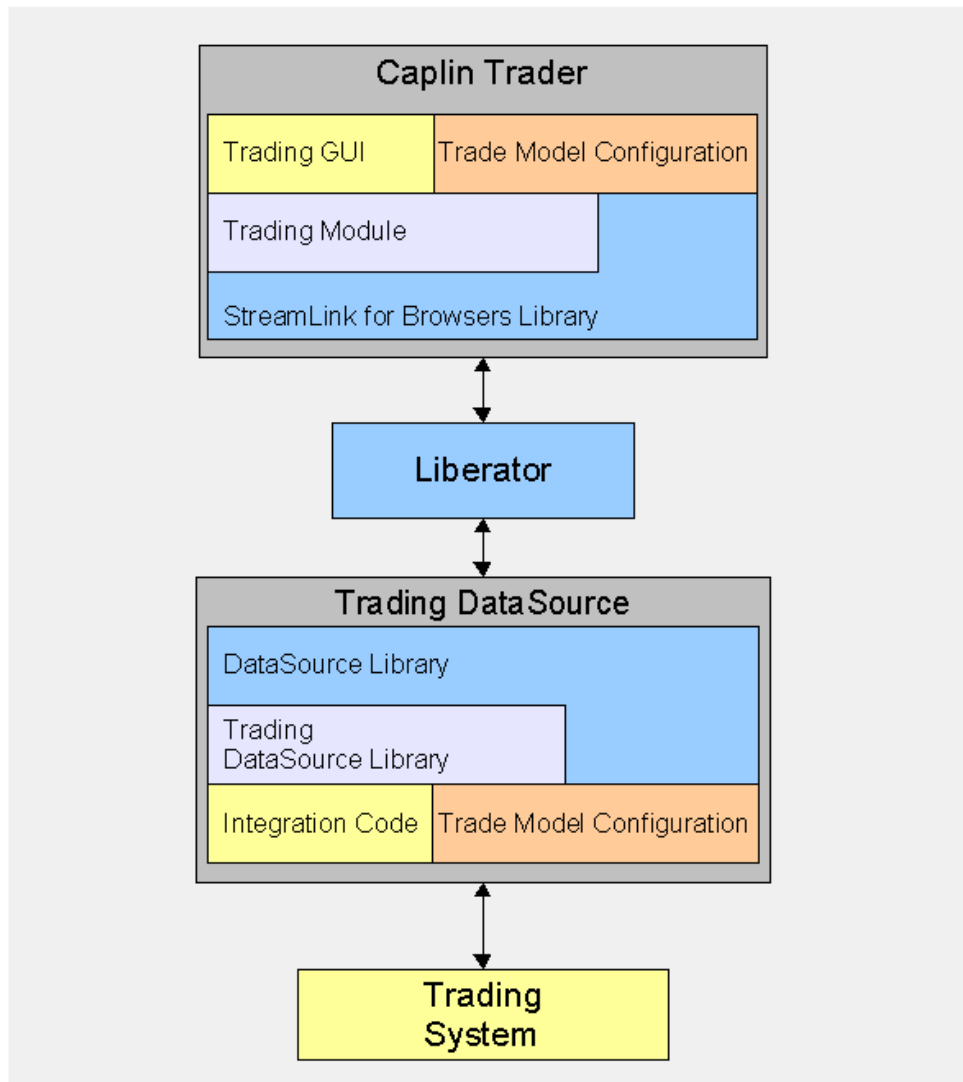 Caplin Trader
Trading GUI
Trade Model Configuration
Trading Module
StreamLink for Browsers Library
Liberator
Trading DataSource
DataSource Library
Trading
DataSource Library
Integration Code
Trade Model Configuration
Trading
System